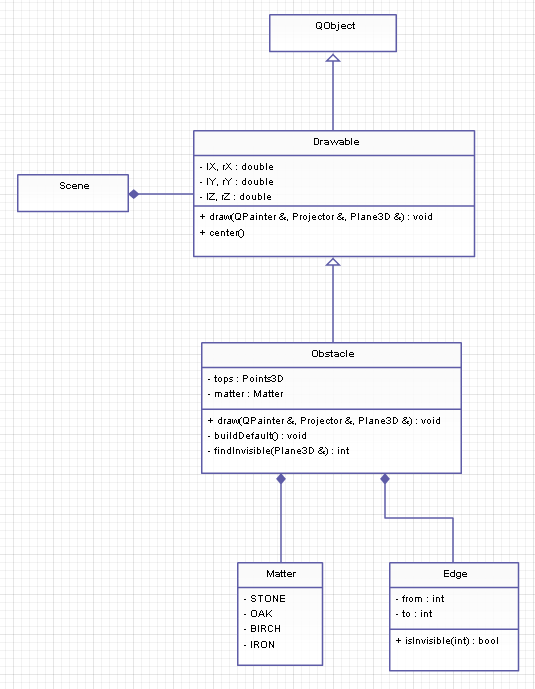 QObject
Drawable
- lX, rX : double
- lY, rY : double
- lZ, rZ : double
+ draw(QPainter &, Projector &, Plane3D &) : void
+ center()
Scene
Obstacle
- tops : Points3D
- matter : Matter
+ draw(QPainter &, Projector &, Plane3D &) : void
- buildDefault() : void
- findInvisible(Plane3D &) : int
Matter
- STONE
- OAK
- BIRCH
- IRON
Edge
- from : int
- to : int
+ isInvisible(int) : bool